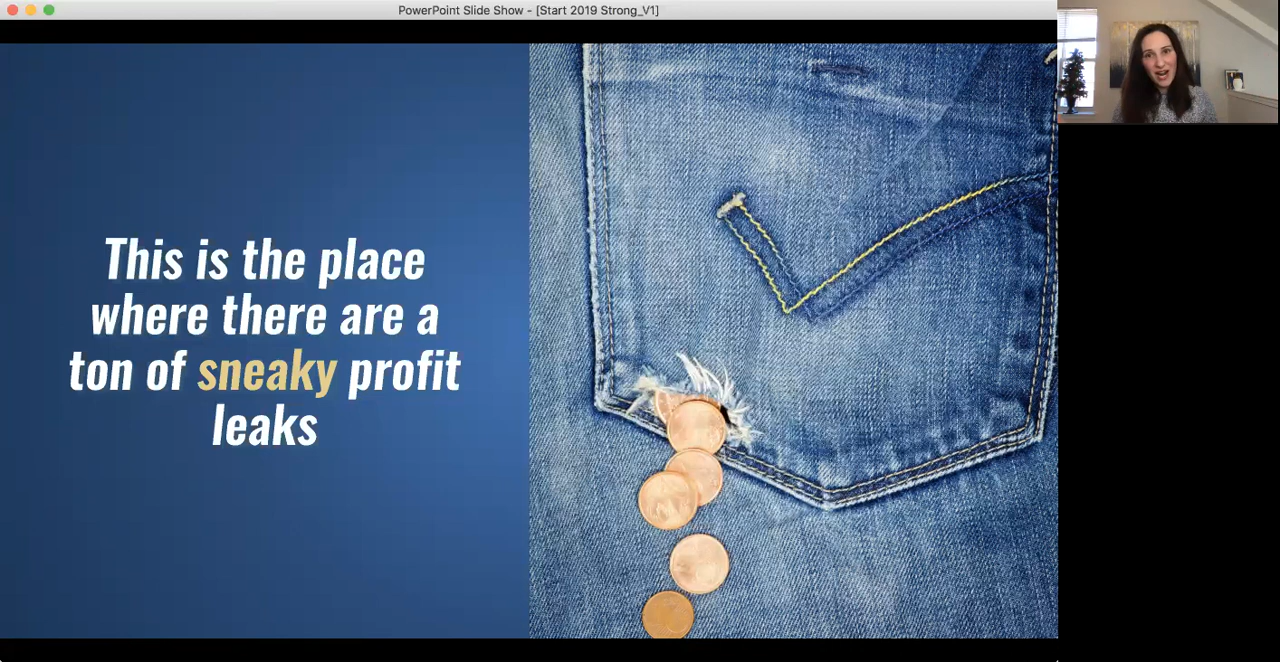 PowerPoint Slide Show - [Start 2019 Strong_V1]
This is the place
where there are a
ton of sneaky profit
leaks